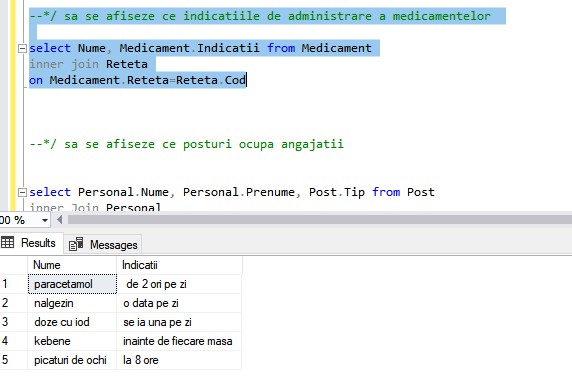 --*/ sa se afiseze ce indicatiile de administrare a medicamentelor
select Nume, Medicament.Indicatii from Medicament
inner join Reteta
on Medicament.Reteta=Reteta.Cod
--*/ sa se afiseze ce posturi ocupa angajatii
select Personal.Nume, Personal.Prenume, Post.Tip from Post
inner Join Personal
00 %
Results Messages
Nume Indicatii
1 paracetamol de 2 ori pe zi
2 nalgezin o data pe zi
3 doze cu iod se ia una pe zi
4 kebene inainte de fiecare masa
5 picaturi de ochi la 8 ore